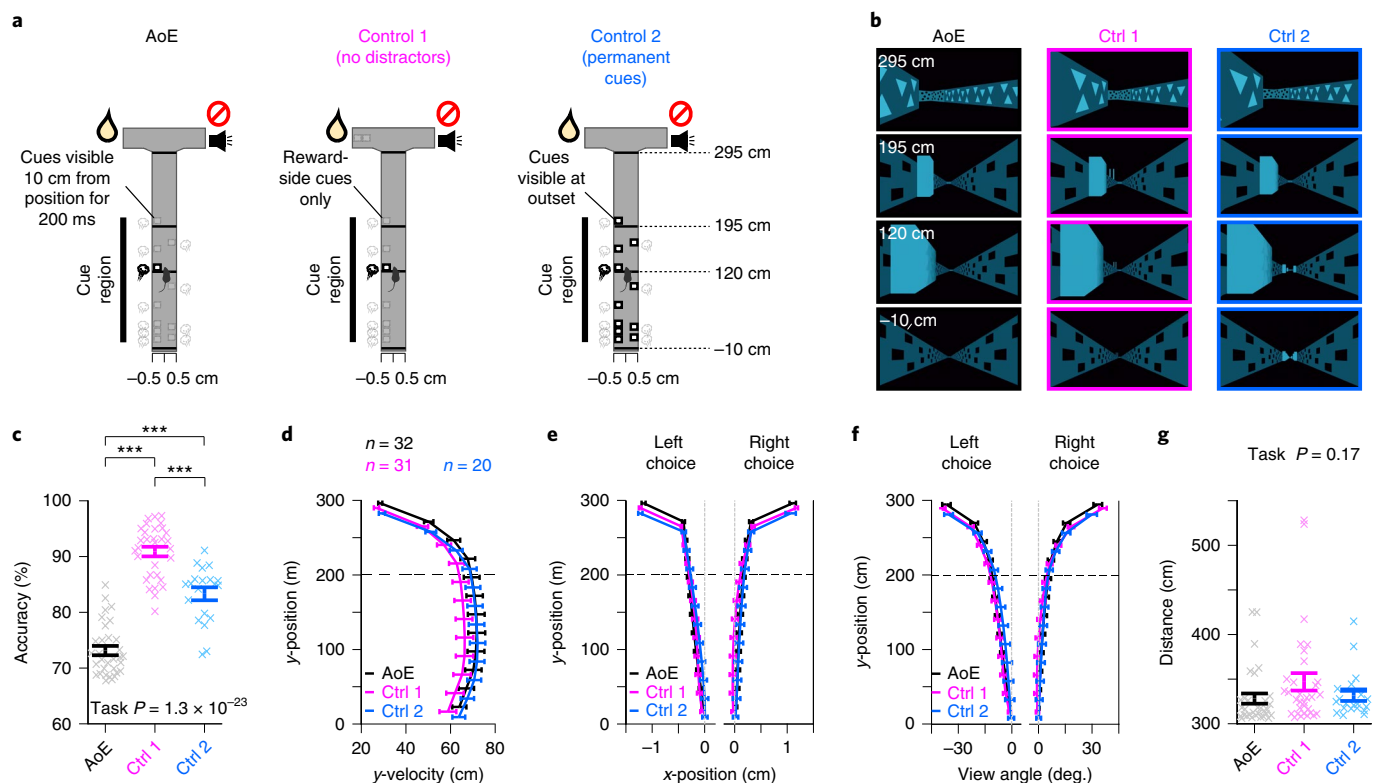 a
AoE
Control 1
(no distractors)
Control 2
(permanent
cues)
Cues visible
10 cm from
position for
200 ms
Reward-
side cues
only
Cues
visible at
outset
295 cm
195 cm
120 cm
–10 cm
Cue
region
Cue
region
Cue
region
–0.5 0.5 cm
–0.5 0.5 cm
–0.5 0.5 cm
b
AoE
Ctrl 1
Ctrl 2
295 cm
195 cm
120 cm
–10 cm
c
***
***
***
Accuracy (%)
100
90
80
70
60
Task P = 1.3 × 10–23
AoE
Ctrl 1
Ctrl 2
d
n = 32
n = 31
n = 20
y-position (m)
300
200
100
0
AoE
Ctrl 1
Ctrl 2
20 40 60 80
y-velocity (cm)
e
Left
choice
Right
choice
y-position (m)
300
200
100
0
AoE
Ctrl 1
Ctrl 2
–1 0 0 1
x-position (cm)
f
Left
choice
Right
choice
y-position (cm)
300
200
100
0
AoE
Ctrl 1
Ctrl 2
–30 0 0 30
View angle (deg.)
g
Task P = 0.17
Distance (cm)
500
400
300
AoE
Ctrl 1
Ctrl 2